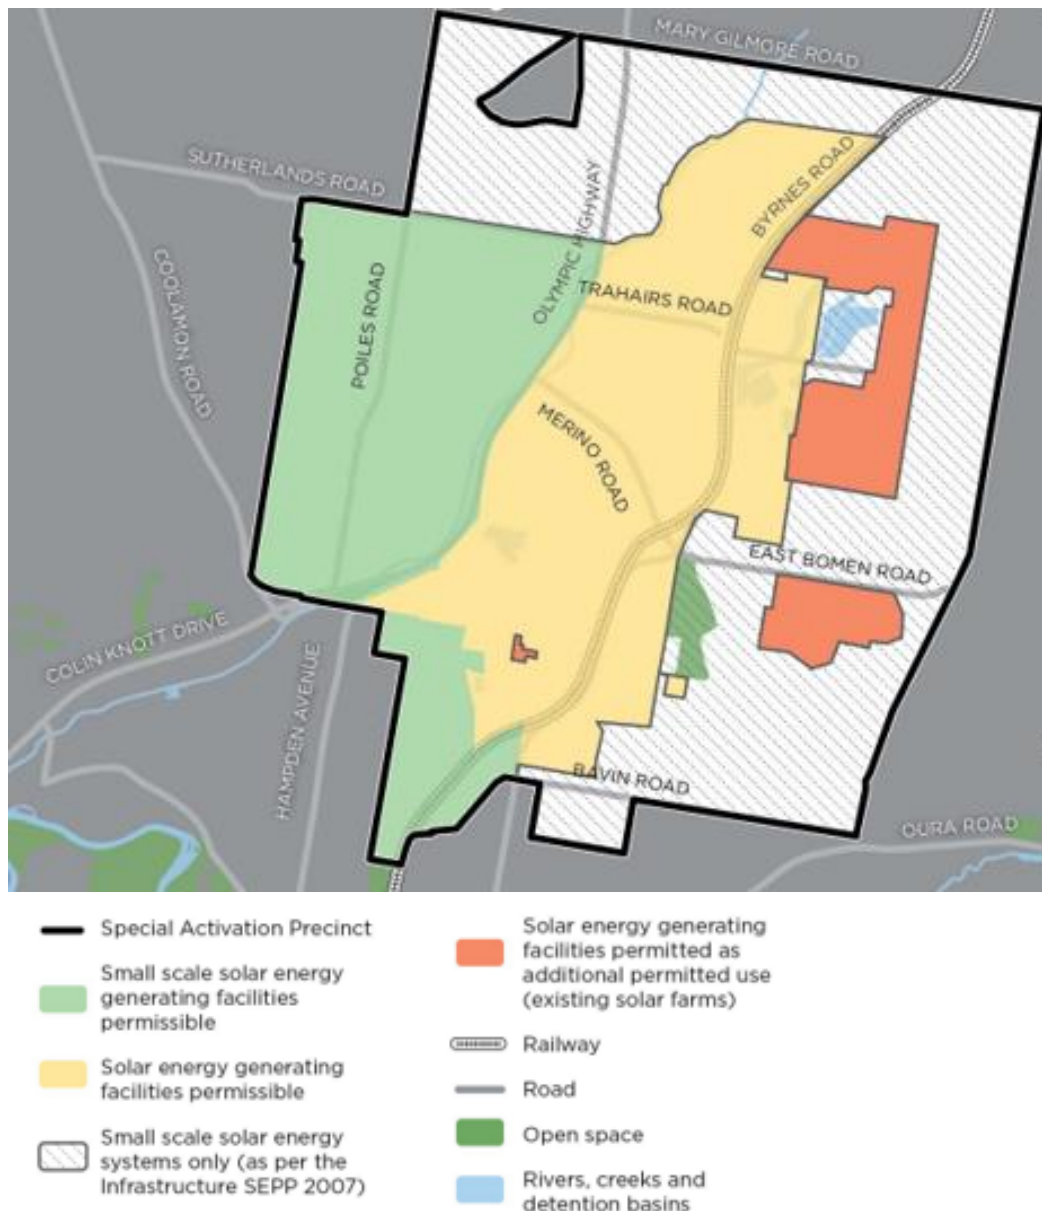 MARY GILMORE ROAD
SUTHERLANDS ROAD
BYRNES ROAD
OLYMPIC HIGHWAY
COOLAMON ROAD
POILES ROAD
TRAHAIRS ROAD
MERINO ROAD
EAST BOMEN ROAD
COLIN KNOTT DRIVE
HAMPDEN AVENUE
BAVIN ROAD
OURA ROAD
Special Activation Precinct
Small scale solar energy
generating facilities
permissible
Solar energy generating
facilities permissible
Small scale solar energy
systems only (as per the
Infrastructure SEPP 2007)
Solar energy generating
facilities permitted as
additional permitted use
(existing solar farms)
Railway
Road
Open space
Rivers, creeks and
detention basins